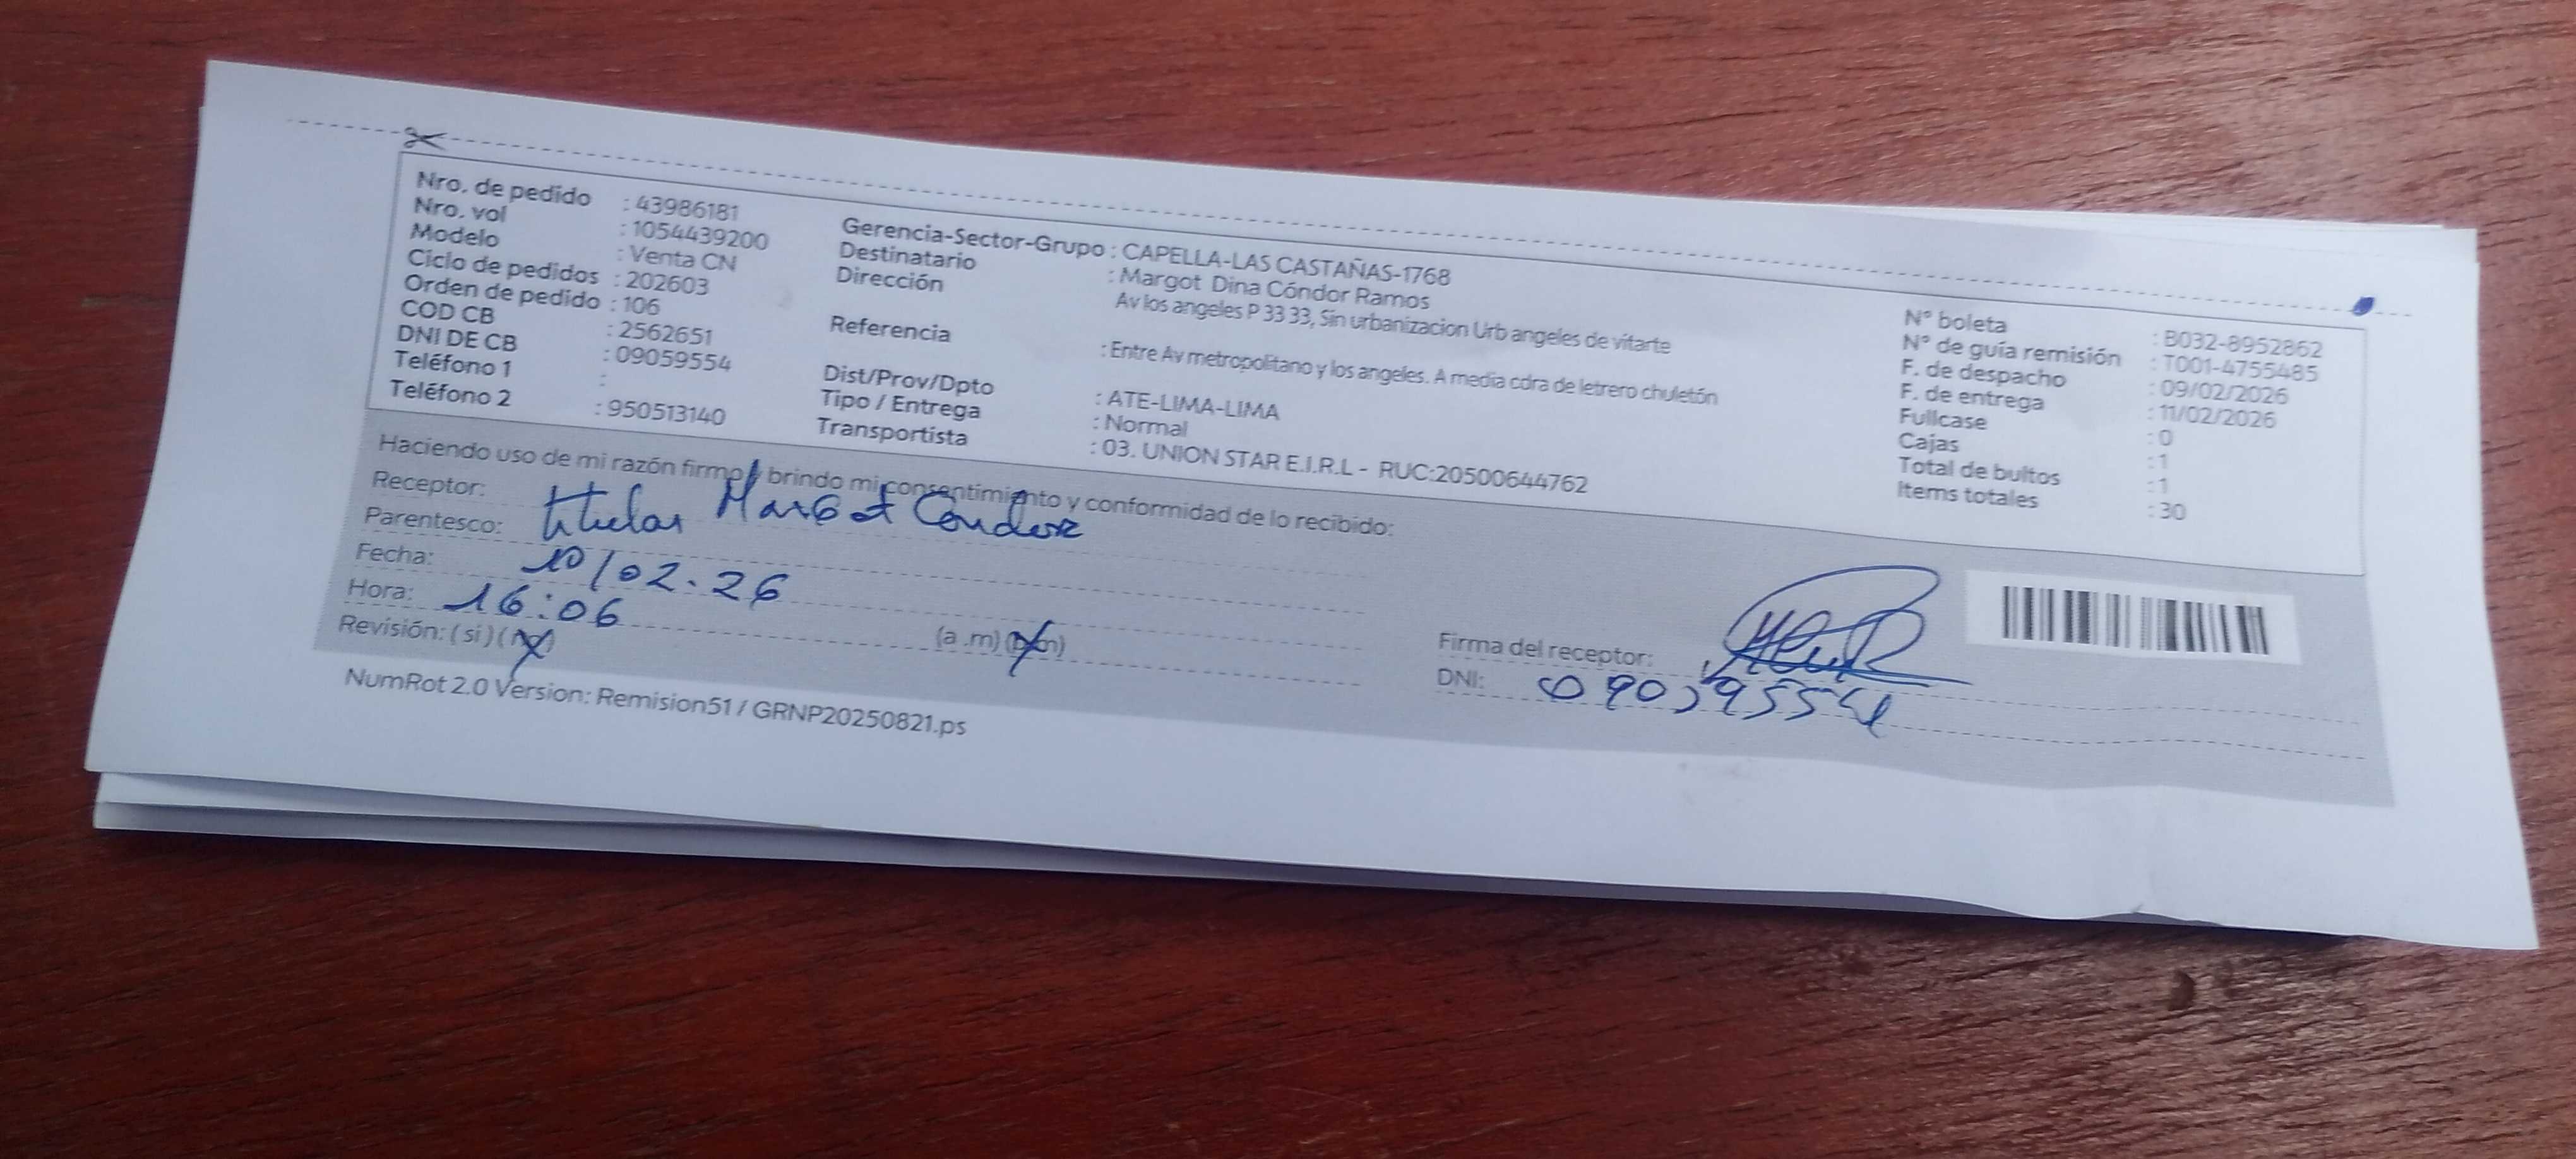 Nro. de pedido : 43986181
Nro. vol : 1054439200
Modelo : Venta CN
Ciclo de pedidos : 202603
Orden de pedido : 106
COD CB : 2562651
DNI DE CB : 09059554
Teléfono 1 :
Teléfono 2 : 950513140
Gerencia-Sector-Grupo : CAPELLA-LAS CASTAÑAS-1768
Destinatario : Margot Dina Cóndor Ramos
Dirección Av los angeles P 33 33, Sin urbanizacion Urb angeles de vitarte
Referencia : Entre Av metropolitano y los angeles. A media cdra de letrero chuletón
Dist/Prov/Dpto : ATE-LIMA-LIMA
Tipo / Entrega : Normal
Transportista : 03. UNION STAR E.I.R.L - RUC:20500644762
N° boleta : B032-8952862
N° de guía remisión : T001-4755485
F. de despacho : 09/02/2026
F. de entrega : 11/02/2026
Fullcase : 0
Cajas : 1
Total de bultos : 1
Items totales : 30
Haciendo uso de mi razón firmo y brindo mi consentimiento y conformidad de lo recibido:
Receptor: titular Margot Condor
Parentesco:
Fecha: 10/02.26
Hora: 16:06 (a .m) (p.m)
Revisión: ( si ) ( no)
Firma del receptor:
DNI: 09059554
NumRot 2.0 Version: Remision51 / GRNP20250821.ps